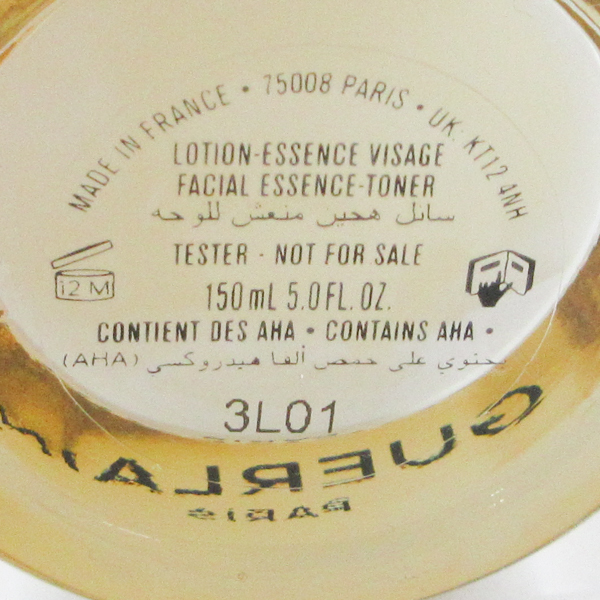 MADE IN FRANCE • 75008 PARIS • UK. KT12 4NH
LOTION-ESSENCE VISAGE
FACIAL ESSENCE-TONER
سائل هجين منعش للوجه
TESTER - NOT FOR SALE
12 M
150 mL 5.0 FL. OZ.
CONTIENT DES AHA • CONTAINS AHA •
يحتوي على حمض ألفا هيدروكسي (AHA)
3L01
GUERLAIN
PARIS